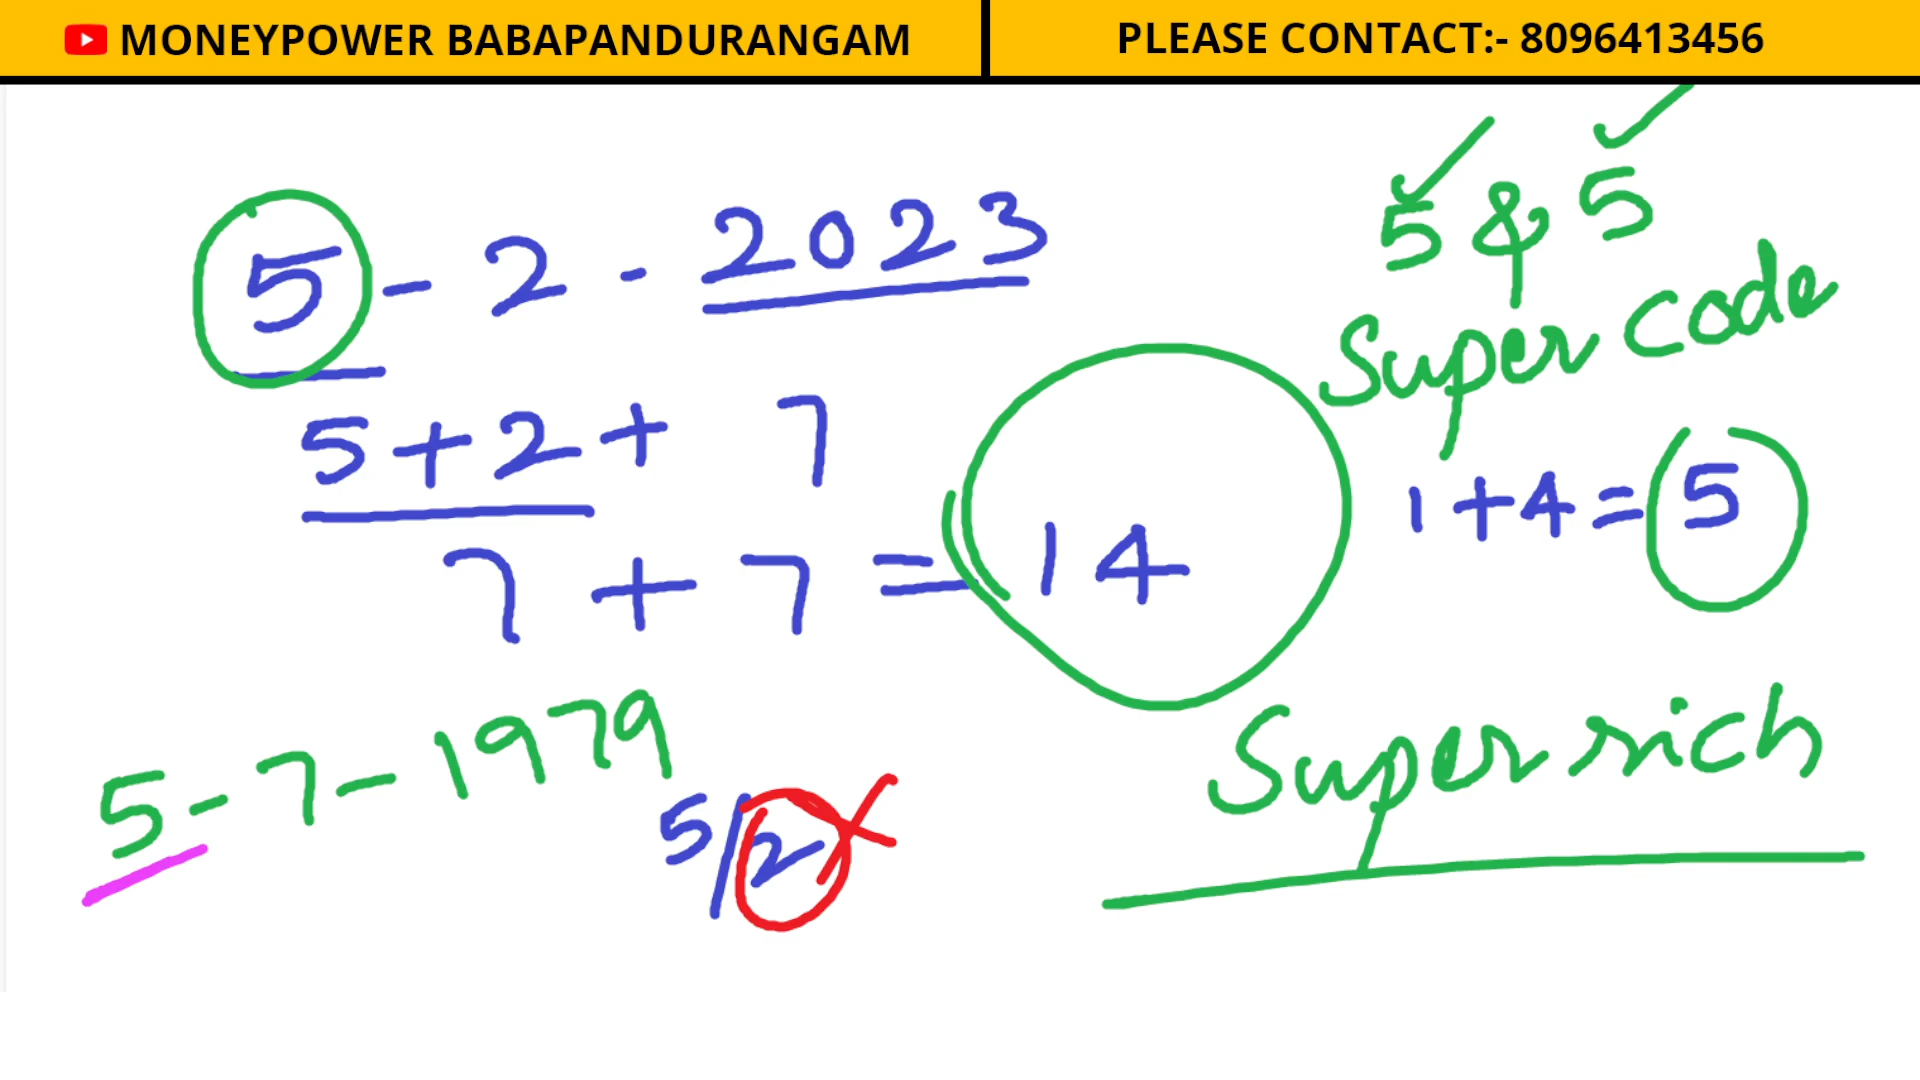 MONEYPOWER BABAPANDURANGAM
PLEASE CONTACT:- 8096413456
5 - 2 - 2023
5 & 5
Super code
5 + 2 + 7
7 + 7 = 14
1 + 4 = 5
5 - 7 - 1979
5/2
Super rich